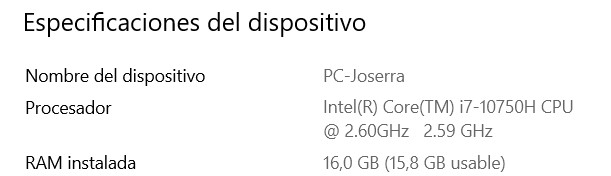 Especificaciones del dispositivo
Nombre del dispositivo PC-Joserra
Procesador Intel(R) Core(TM) i7-10750H CPU
@ 2.60GHz 2.59 GHz
RAM instalada 16,0 GB (15,8 GB usable)